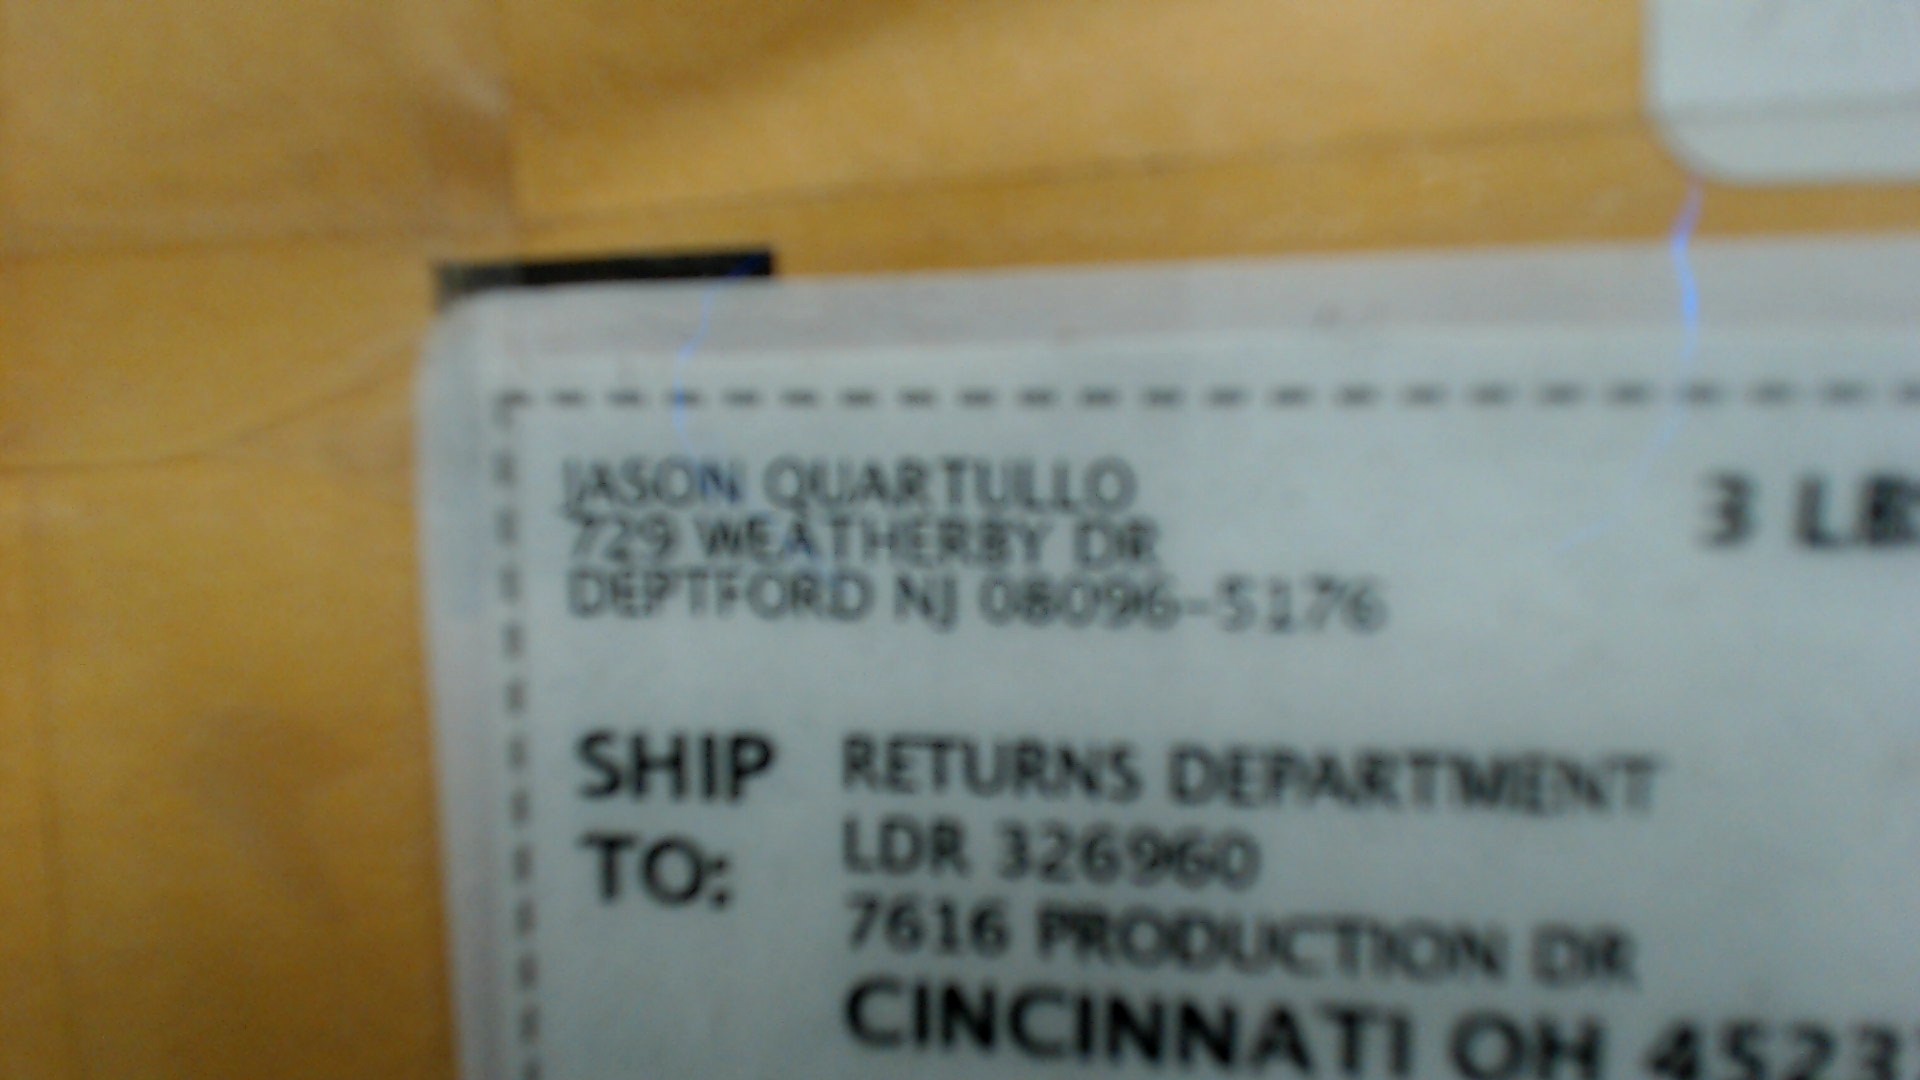 JASON QUARTULLO
729 WEATHERBY DR
DEPTFORD NJ 08096-5176
3 LBS
SHIP TO:
RETURNS DEPARTMENT
LDR 326960
7616 PRODUCTION DR
CINCINNATI OH